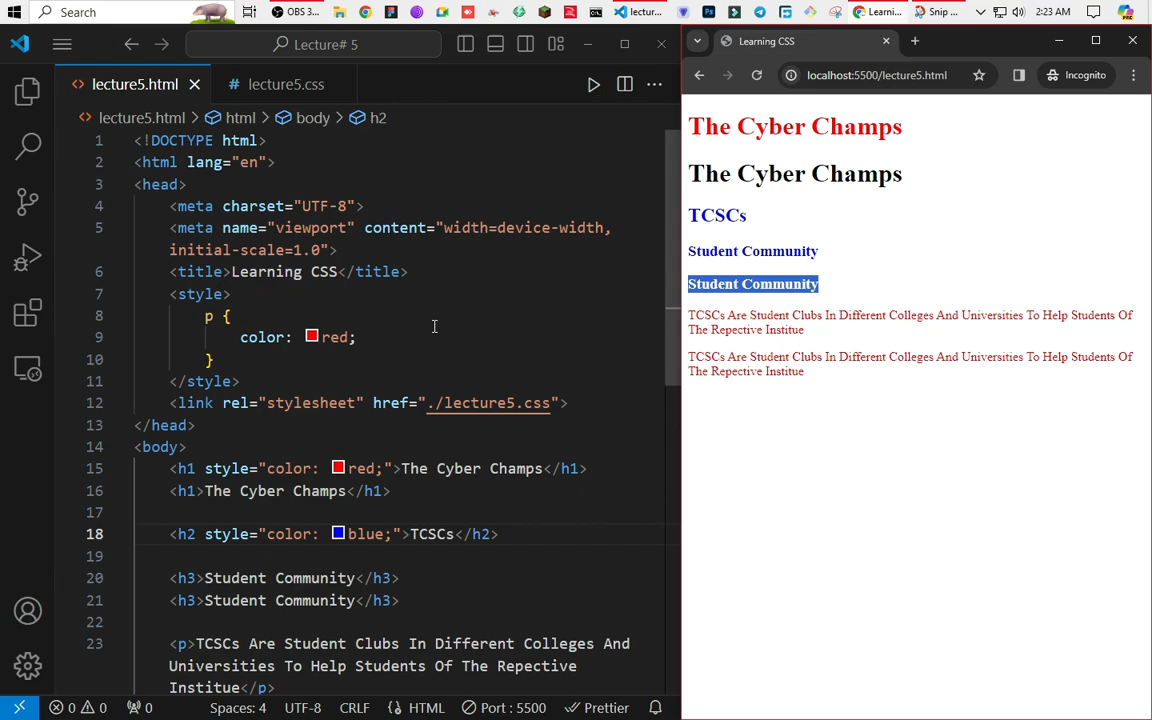 Search
OBS 3...
lectur...
Learni...
Snip ...
2:23 AM
Lecture# 5
lecture5.html
# lecture5.css
lecture5.html > html > body > h2
1 <!DOCTYPE html>
2 <html lang="en">
3 <head>
4 <meta charset="UTF-8">
5 <meta name="viewport" content="width=device-width,
initial-scale=1.0">
6 <title>Learning CSS</title>
7 <style>
8 p {
9 color: red;
10 }
11 </style>
12 <link rel="stylesheet" href="./lecture5.css">
13 </head>
14 <body>
15 <h1 style="color: red;">The Cyber Champs</h1>
16 <h1>The Cyber Champs</h1>
17
18 <h2 style="color: blue;">TCSCs</h2>
19
20 <h3>Student Community</h3>
21 <h3>Student Community</h3>
22
23 <p>TCSCs Are Student Clubs In Different Colleges And
Universities To Help Students Of The Repective
Institue</p>
0 0 0
Spaces: 4
UTF-8
CRLF
HTML
Port : 5500
Prettier
Learning CSS
localhost:5500/lecture5.html
Incognito
The Cyber Champs
The Cyber Champs
TCSCs
Student Community
Student Community
TCSCs Are Student Clubs In Different Colleges And Universities To Help Students Of
The Repective Institue
TCSCs Are Student Clubs In Different Colleges And Universities To Help Students Of
The Repective Institue